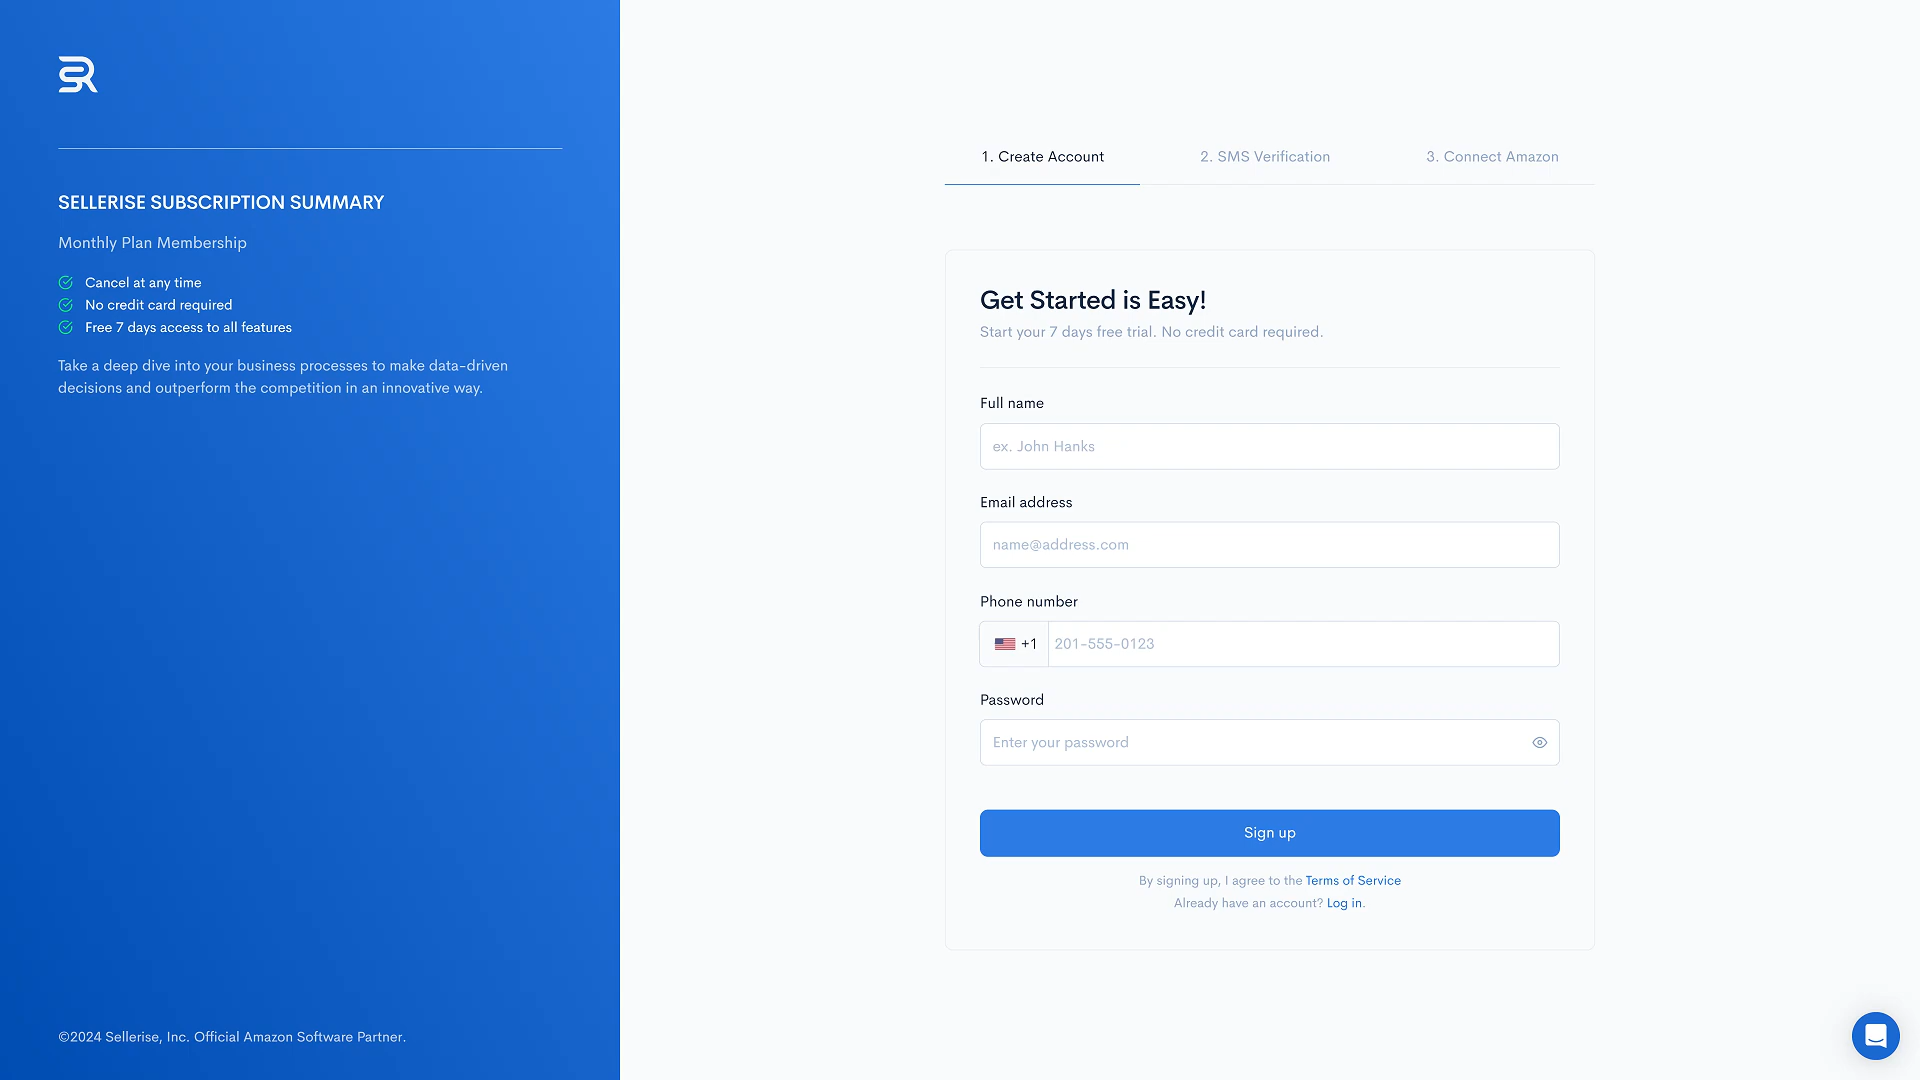 SR
SELLERISE SUBSCRIPTION SUMMARY
Monthly Plan Membership
Cancel at any time
No credit card required
Free 7 days access to all features
Take a deep dive into your business processes to make data-driven
decisions and outperform the competition in an innovative way.
©2024 Sellerise, Inc. Official Amazon Software Partner.
1. Create Account
2. SMS Verification
3. Connect Amazon
Get Started is Easy!
Start your 7 days free trial. No credit card required.
Full name
ex. John Hanks
Email address
name@address.com
Phone number
+1
201-555-0123
Password
Enter your password
Sign up
By signing up, I agree to the Terms of Service
Already have an account? Log in.